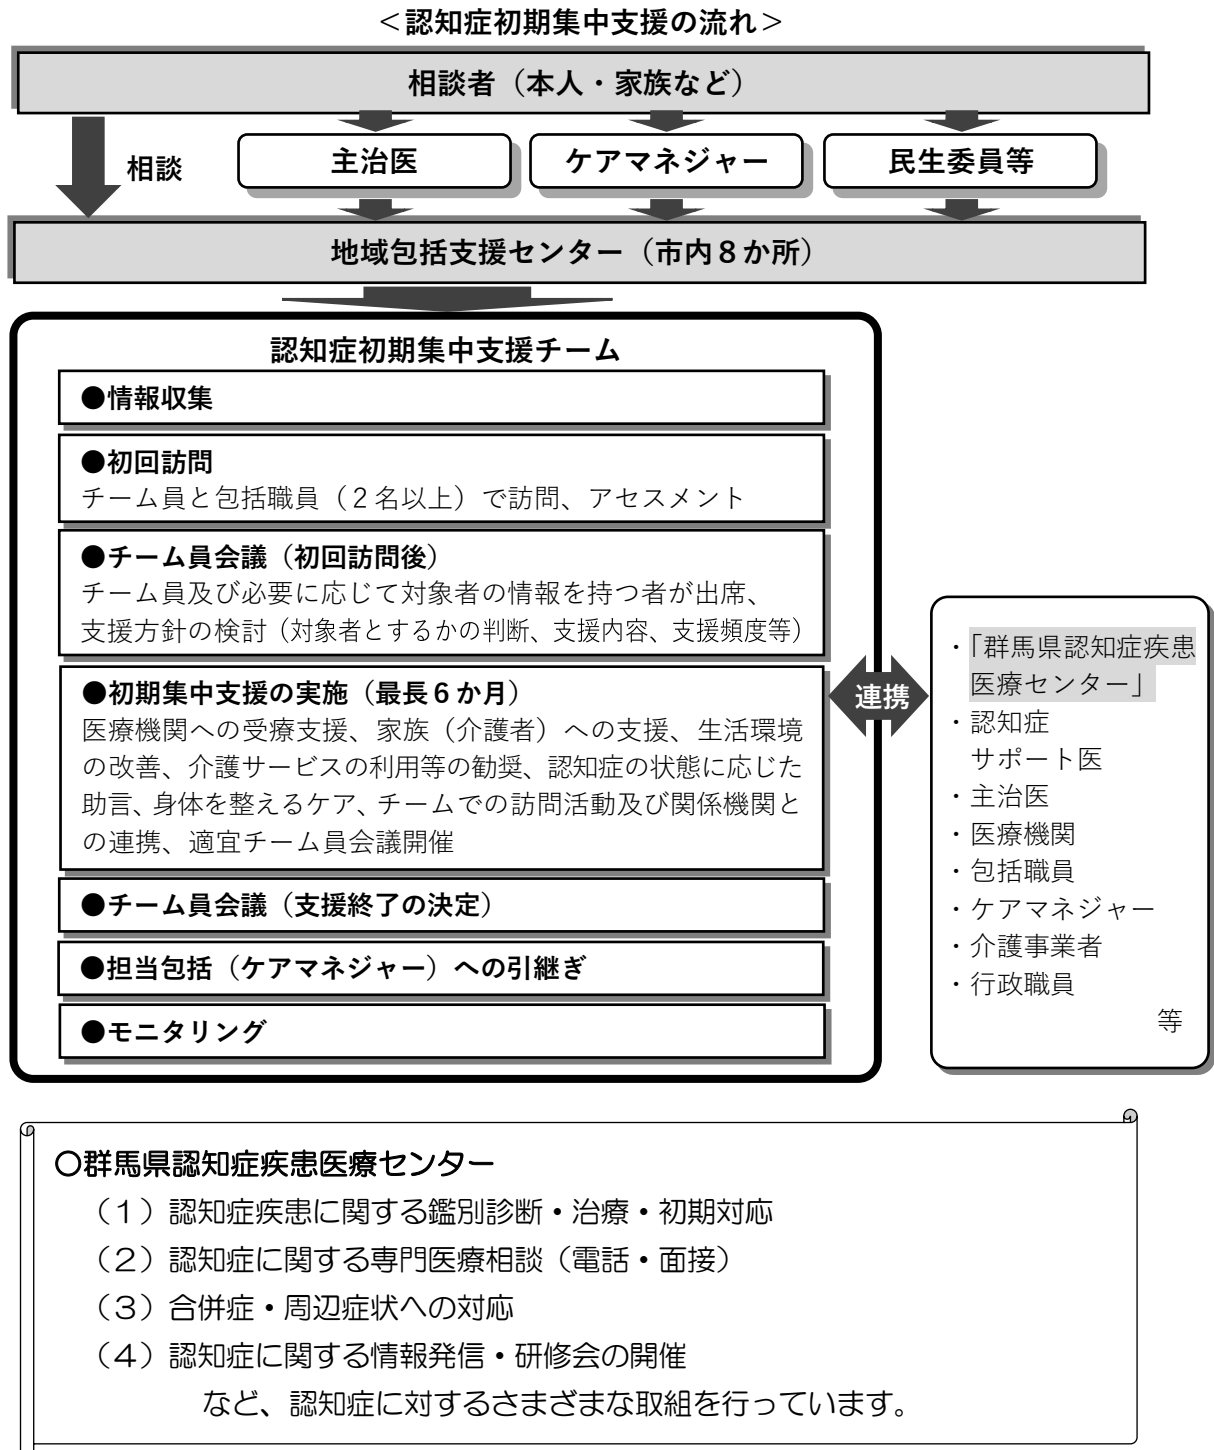 ＜認知症初期集中支援の流れ＞
相談者（本人・家族など）
相談
主治医
ケアマネジャー
民生委員等
地域包括支援センター（市内８か所）
認知症初期集中支援チーム
●情報収集
●初回訪問
チーム員と包括職員（２名以上）で訪問、アセスメント
●チーム員会議（初回訪問後）
チーム員及び必要に応じて対象者の情報を持つ者が出席、
支援方針の検討（対象者とするかの判断、支援内容、支援頻度等）
●初期集中支援の実施（最長６か月）
医療機関への受療支援、家族（介護者）への支援、生活環境
の改善、介護サービスの利用等の勧奨、認知症の状態に応じた
助言、身体を整えるケア、チームでの訪問活動及び関係機関と
の連携、適宜チーム員会議開催
●チーム員会議（支援終了の決定）
●担当包括（ケアマネジャー）への引継ぎ
●モニタリング
連携
・「群馬県認知症疾患
医療センター」
・認知症
サポート医
・主治医
・医療機関
・包括職員
・ケアマネジャー
・介護事業者
・行政職員
等
○群馬県認知症疾患医療センター
（１）認知症疾患に関する鑑別診断・治療・初期対応
（２）認知症に関する専門医療相談（電話・面接）
（３）合併症・周辺症状への対応
（４）認知症に関する情報発信・研修会の開催
など、認知症に対するさまざまな取組を行っています。